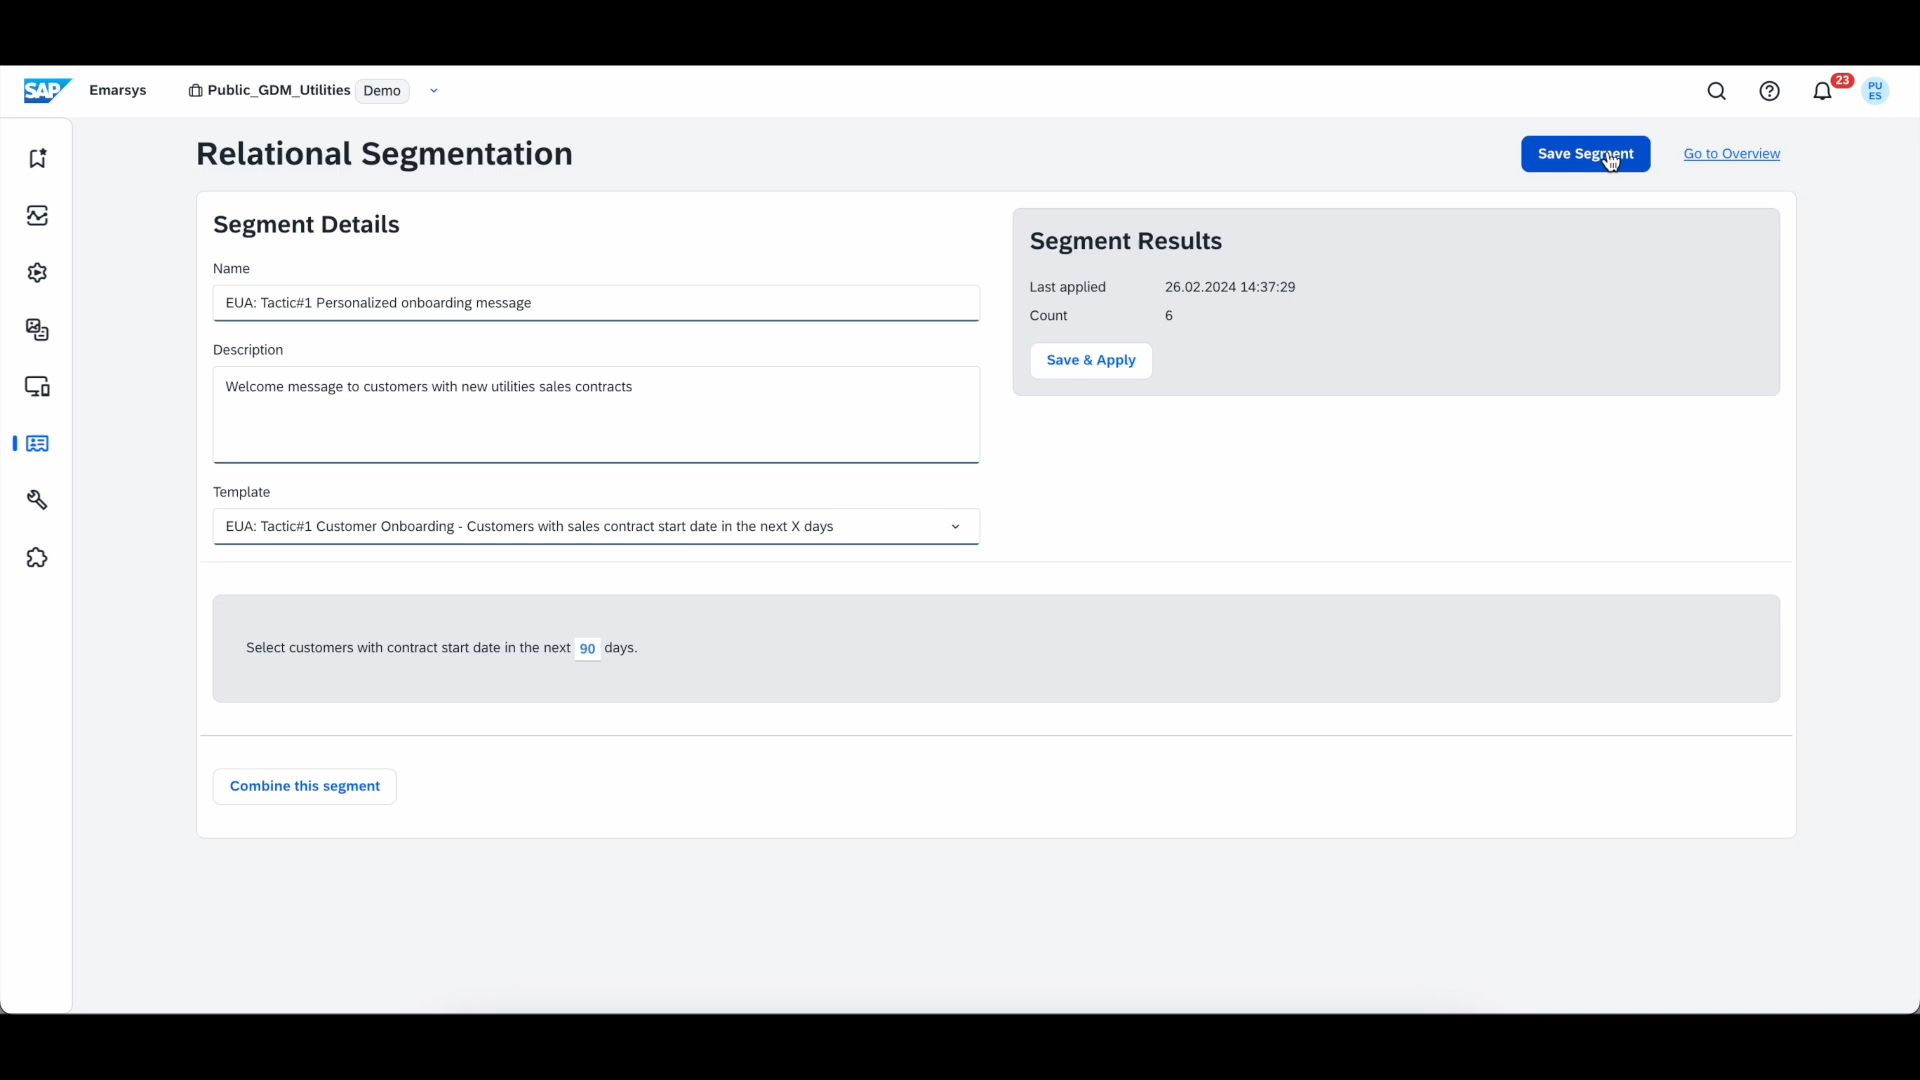 SAP Emarsys Public_GDM_Utilities Demo 23 PU ES
Relational Segmentation Save Segment Go to Overview
Segment Details
Name
EUA: Tactic#1 Personalized onboarding message
Description
Welcome message to customers with new utilities sales contracts
Template
EUA: Tactic#1 Customer Onboarding - Customers with sales contract start date in the next X days
Segment Results
Last applied 26.02.2024 14:37:29
Count 6
Save & Apply
Select customers with contract start date in the next 90 days.
Combine this segment